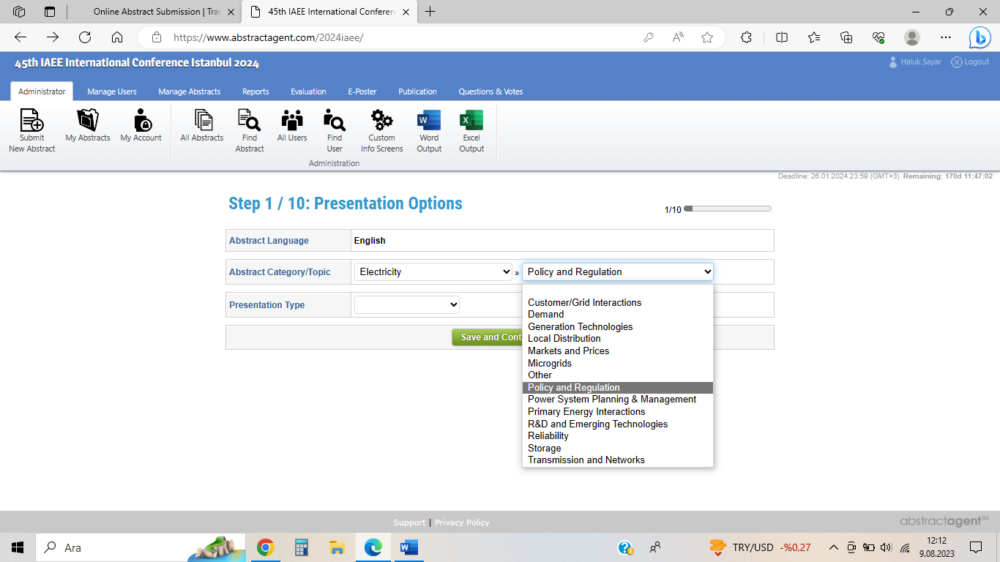 Online Abstract Submission | Trae
45th IAEE International Conferen
https://www.abstractagent.com/2024iaee/
45th IAEE International Conference Istanbul 2024
Haluk Sayar
Logout
Administrator
Manage Users
Manage Abstracts
Reports
Evaluation
E-Poster
Publication
Questions & Votes
Submit
New Abstract
My Abstracts
My Account
All Abstracts
Find
Abstract
All Users
Find
User
Custom
Info Screens
Word
Output
Excel
Output
Administration
Deadline: 26.01.2024 23:59 (GMT+3) Remaining: 170d 11:47:02
Step 1 / 10: Presentation Options
1/10
Abstract Language
English
Abstract Category/Topic
Electricity
»
Policy and Regulation
Presentation Type
Save and Cont
Customer/Grid Interactions
Demand
Generation Technologies
Local Distribution
Markets and Prices
Microgrids
Other
Policy and Regulation
Power System Planning & Management
Primary Energy Interactions
R&D and Emerging Technologies
Reliability
Storage
Transmission and Networks
Support | Privacy Policy
abstractagent™
Ara
TRY/USD -%0,27
12:12
9.08.2023